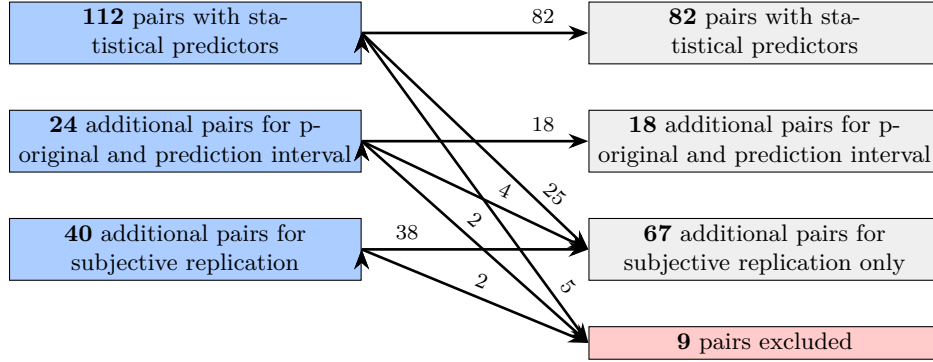 112 pairs with sta-
tistical predictors
82
82 pairs with sta-
tistical predictors
24 additional pairs for p-
original and prediction interval
18
18 additional pairs for p-
original and prediction interval
4
25
2
40 additional pairs for
subjective replication
38
67 additional pairs for
subjective replication only
2
5
9 pairs excluded